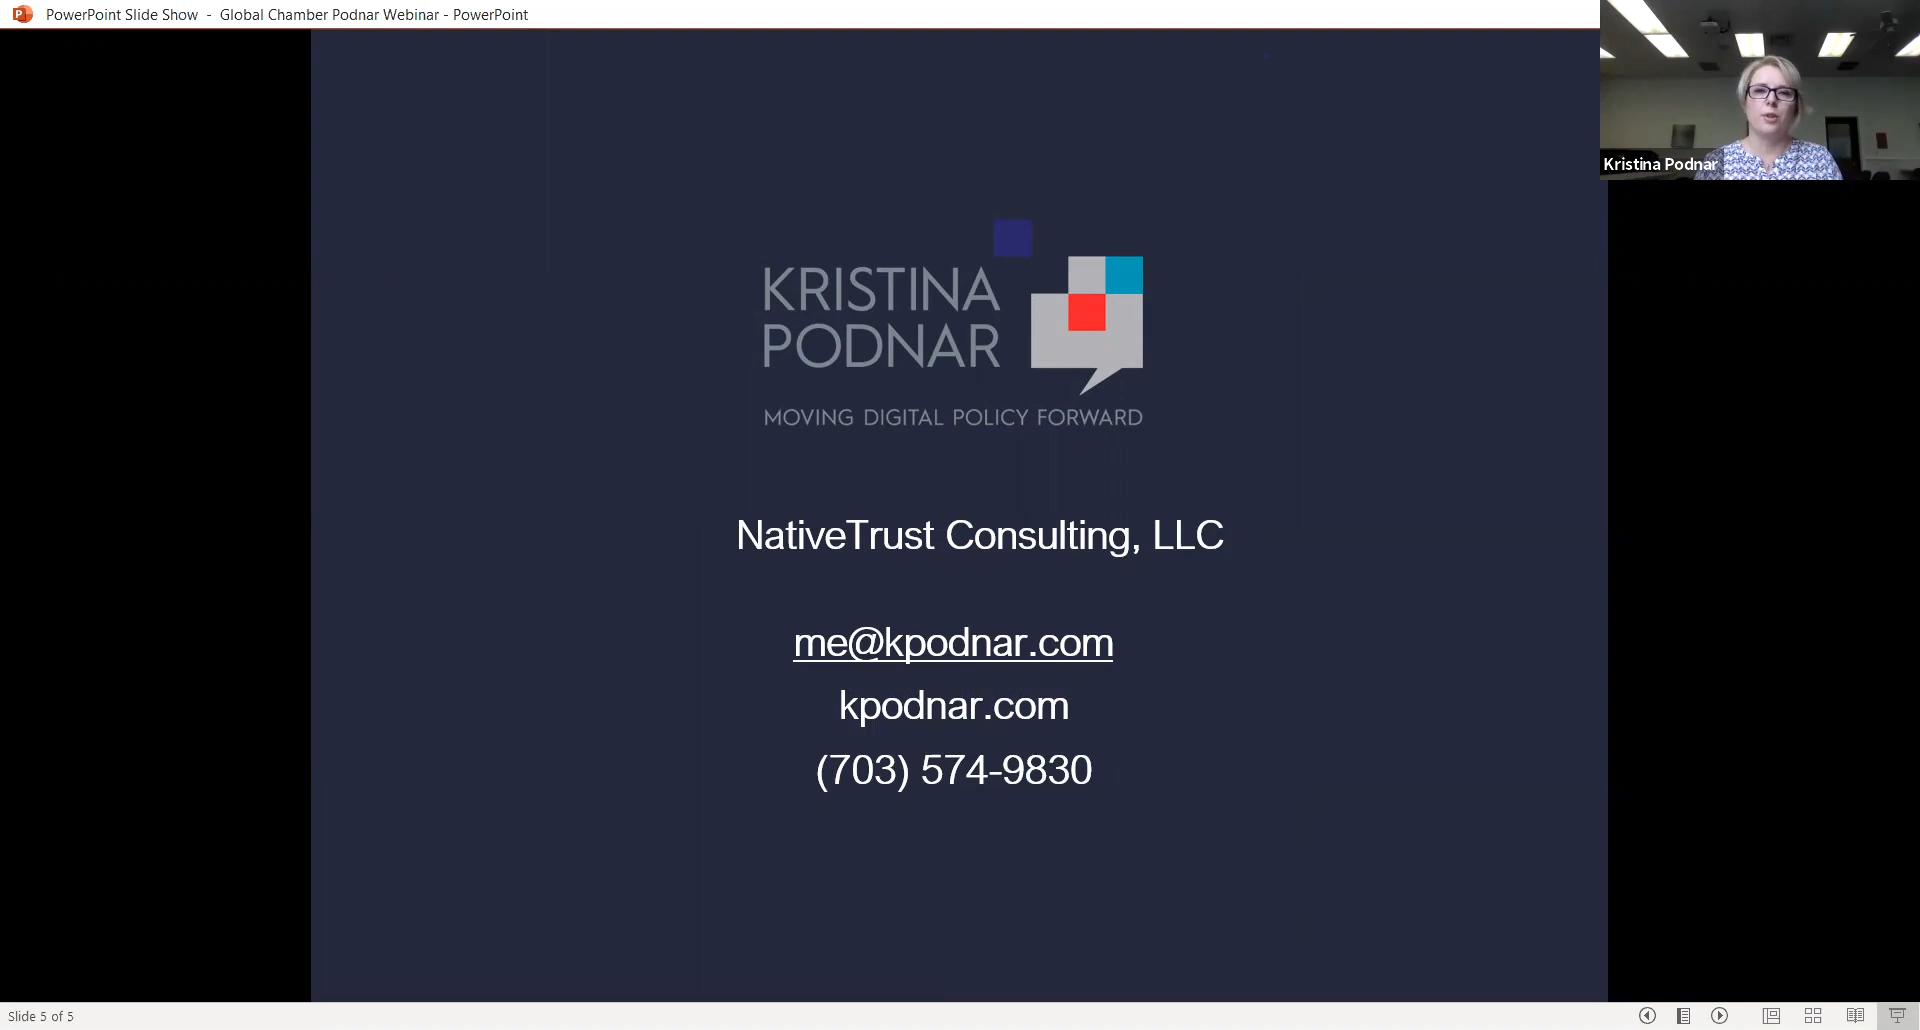 PowerPoint Slide Show - Global Chamber Podnar Webinar - PowerPoint
Kristina Podnar
KRISTINA
PODNAR
MOVING DIGITAL POLICY FORWARD
NativeTrust Consulting, LLC
me@kpodnar.com
kpodnar.com
(703) 574-9830
Slide 5 of 5